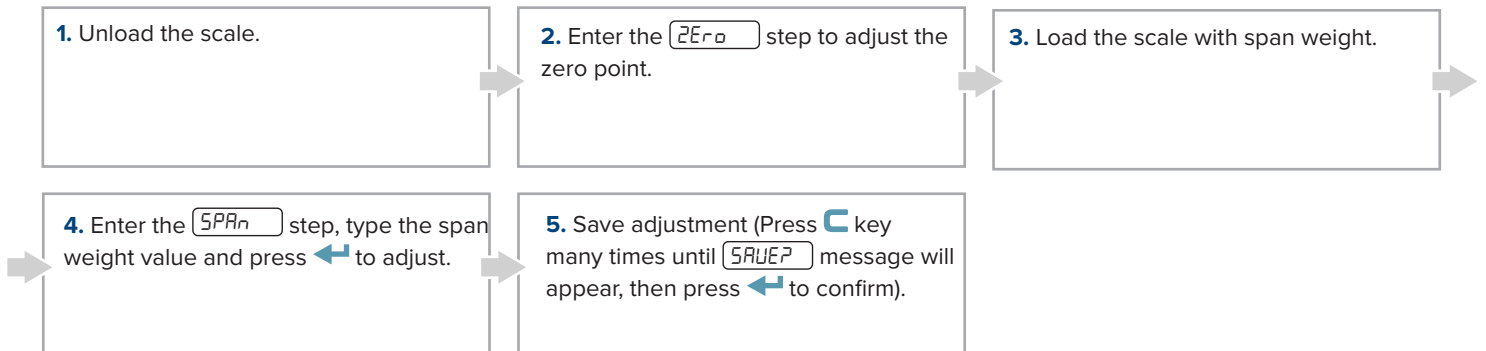 1. Unload the scale.
2. Enter the ZEro step to adjust the
zero point.
3. Load the scale with span weight.
4. Enter the SPAn step, type the span
weight value and press to adjust.
5. Save adjustment (Press C key
many times until SAVE? message will
appear, then press to confirm).